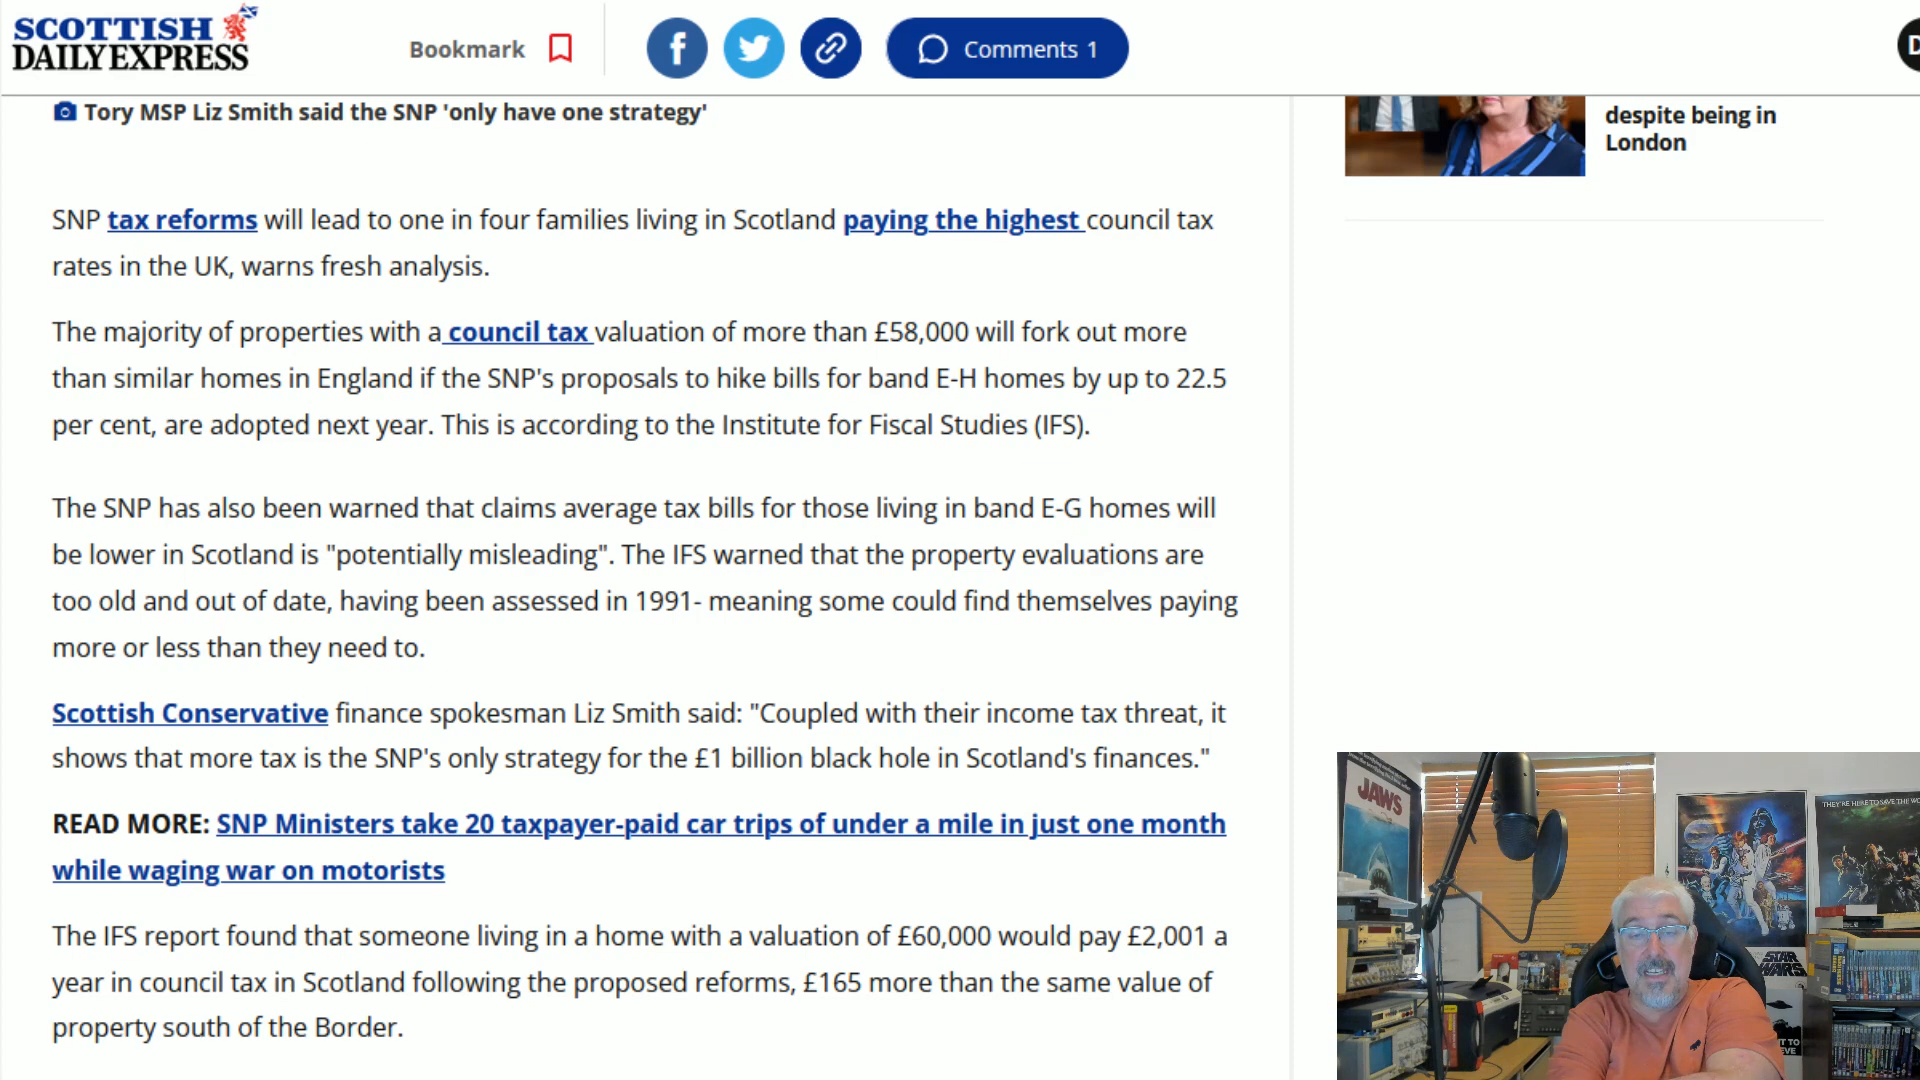 SCOTTISH
DAILY EXPRESS
Bookmark
Comments 1
D
Tory MSP Liz Smith said the SNP 'only have one strategy'
despite being in
London
SNP tax reforms will lead to one in four families living in Scotland paying the highest council tax
rates in the UK, warns fresh analysis.
The majority of properties with a council tax valuation of more than £58,000 will fork out more
than similar homes in England if the SNP's proposals to hike bills for band E-H homes by up to 22.5
per cent, are adopted next year. This is according to the Institute for Fiscal Studies (IFS).
The SNP has also been warned that claims average tax bills for those living in band E-G homes will
be lower in Scotland is "potentially misleading". The IFS warned that the property evaluations are
too old and out of date, having been assessed in 1991- meaning some could find themselves paying
more or less than they need to.
Scottish Conservative finance spokesman Liz Smith said: "Coupled with their income tax threat, it
shows that more tax is the SNP's only strategy for the £1 billion black hole in Scotland's finances."
READ MORE: SNP Ministers take 20 taxpayer-paid car trips of under a mile in just one month
while waging war on motorists
The IFS report found that someone living in a home with a valuation of £60,000 would pay £2,001 a
year in council tax in Scotland following the proposed reforms, £165 more than the same value of
property south of the Border.
JAWS
THEY'RE HERE TO SAVE THE WO
STAR
WARS